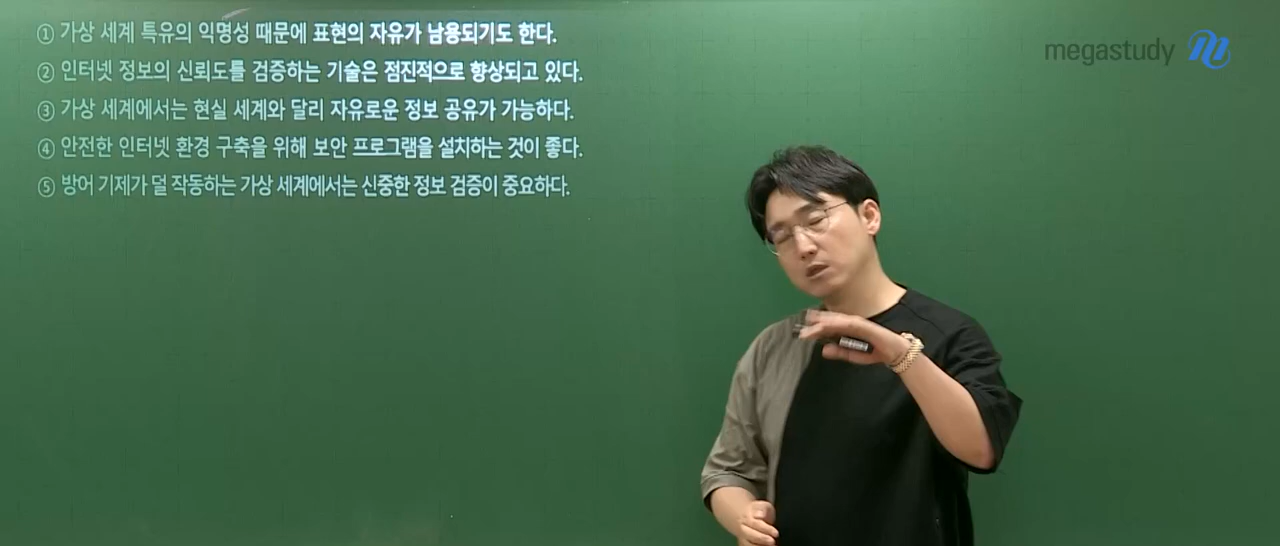 ① 가상 세계 특유의 익명성 때문에 표현의 자유가 남용되기도 한다.
② 인터넷 정보의 신뢰도를 검증하는 기술은 점진적으로 향상되고 있다.
③ 가상 세계에서는 현실 세계와 달리 자유로운 정보 공유가 가능하다.
④ 안전한 인터넷 환경 구축을 위해 보안 프로그램을 설치하는 것이 좋다.
⑤ 방어 기제가 덜 작동하는 가상 세계에서는 신중한 정보 검증이 중요하다.
megastudy